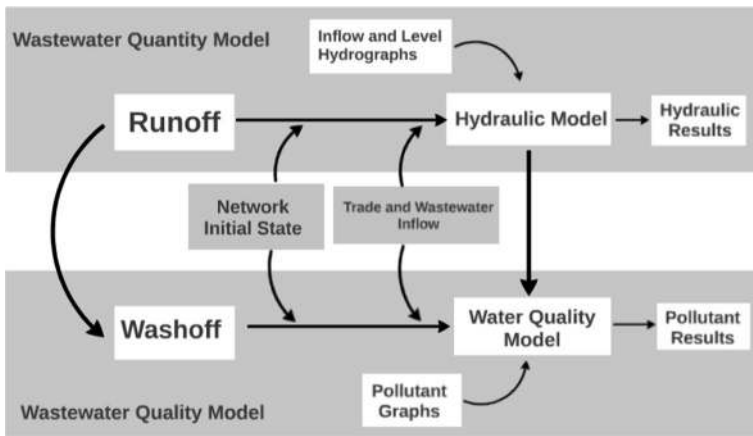 Wastewater Quantity Model
Inflow and Level
Hydrographs
Runoff
Hydraulic Model
Hydraulic
Results
Network
Initial State
Trade and Wastewater
Inflow
Washoff
Water Quality
Model
Pollutant
Results
Pollutant
Graphs
Wastewater Quality Model